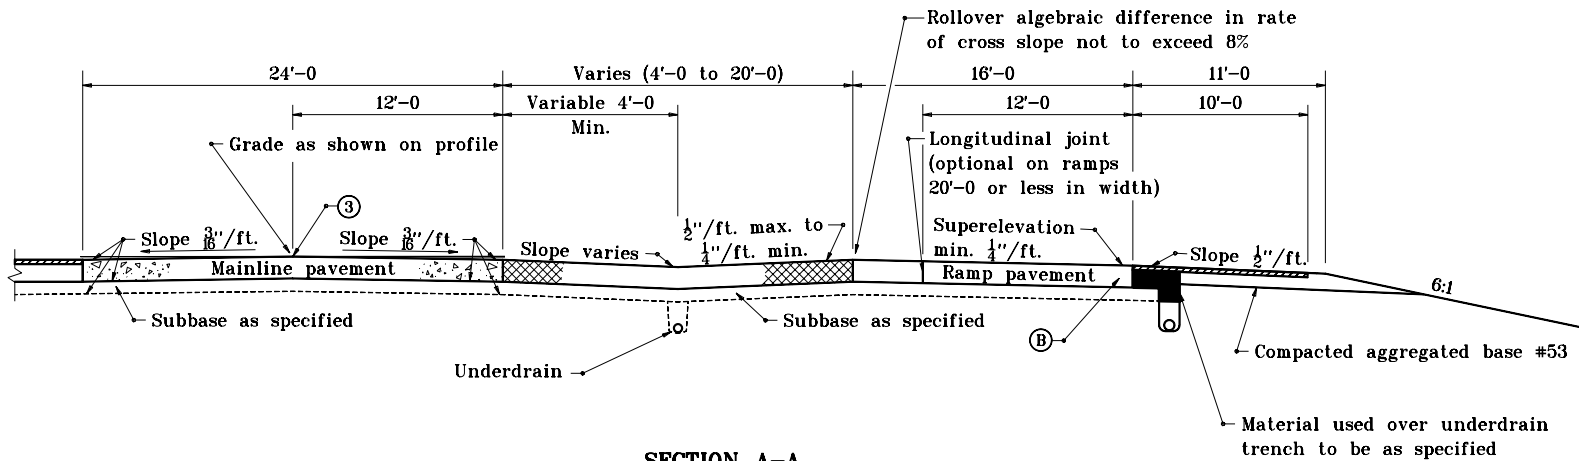 Rollover algebraic difference in rate
of cross slope not to exceed 8%
24'-0
Varies (4'-0 to 20'-0)
16'-0
11'-0
12'-0
Variable 4'-0
Min.
12'-0
10'-0
Grade as shown on profile
Longitudinal joint
(optional on ramps
20'-0 or less in width)
3
Slope 3/16"/ft.
Slope 3/16"/ft.
Slope varies
1/2"/ft. max. to
1/4"/ft. min.
Superelevation
min. 1/4"/ft.
Slope 1/2"/ft.
Mainline pavement
Ramp pavement
6:1
Subbase as specified
Subbase as specified
B
Underdrain
Compacted aggregated base #53
Material used over underdrain
trench to be as specified
SECTION A-A